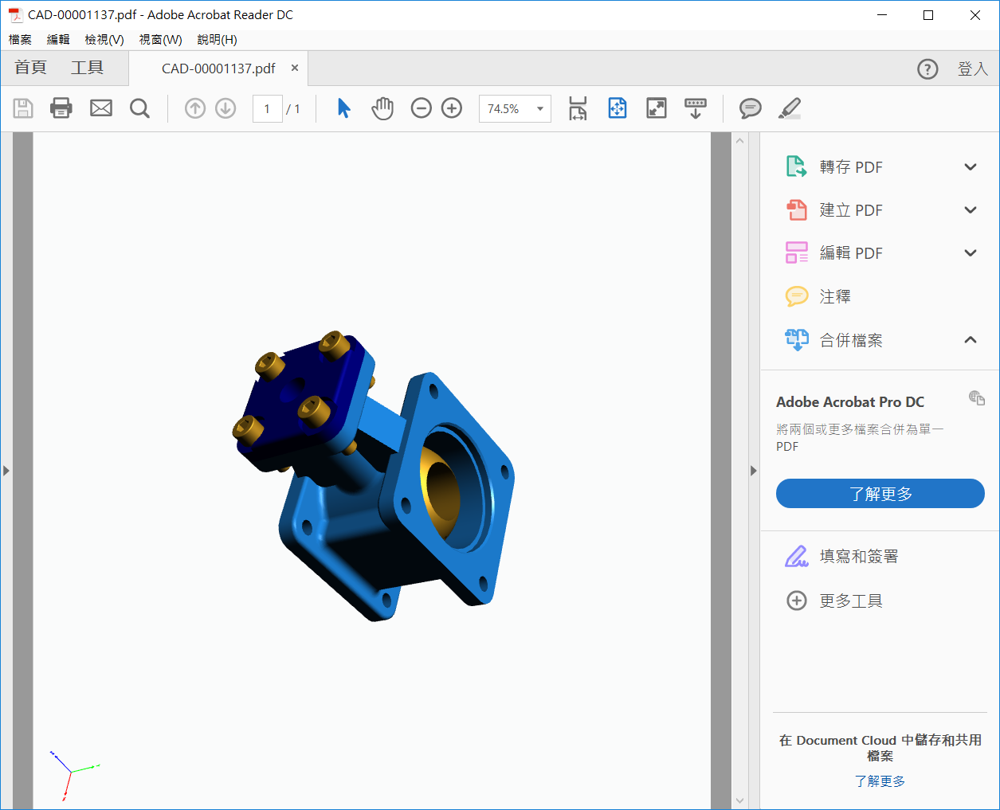 CAD-00001137.pdf - Adobe Acrobat Reader DC
檔案 編輯 檢視(V) 視窗(W) 說明(H)
首頁 工具 CAD-00001137.pdf × ? 登入
1 / 1 74.5%
轉存 PDF
建立 PDF
編輯 PDF
注釋
合併檔案
Adobe Acrobat Pro DC
將兩個或更多檔案合併為單一
PDF
了解更多
填寫和簽署
更多工具
在 Document Cloud 中儲存和共用
檔案
了解更多